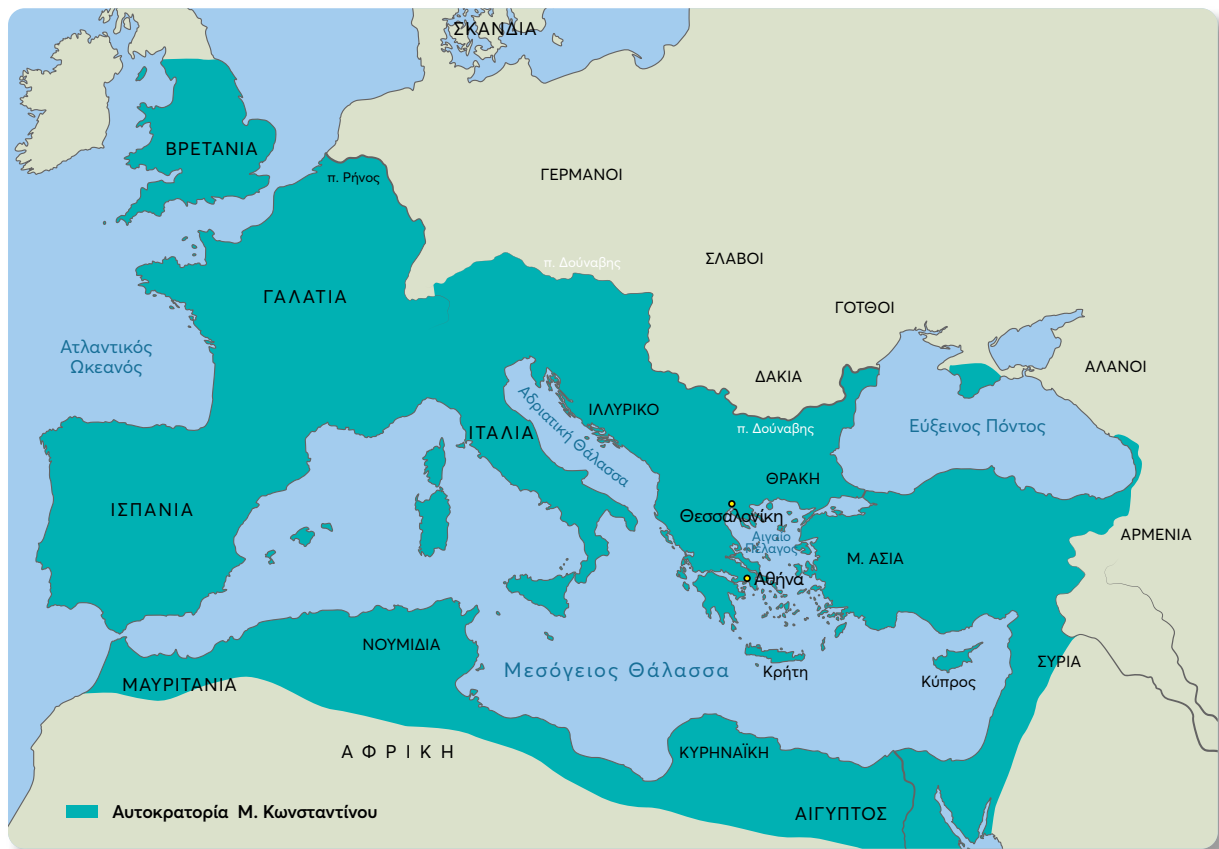 ΣΚΑΝΔΙΑ
ΒΡΕΤΑΝΙΑ
π. Ρήνος
ΓΕΡΜΑΝΟΙ
π. Δούναβης
ΣΛΑΒΟΙ
ΓΑΛΑΤΙΑ
ΓΟΤΘΟΙ
Ατλαντικός
Ωκεανός
ΔΑΚΙΑ
ΑΛΑΝΟΙ
Αδριατική Θάλασσα
ΙΛΛΥΡΙΚΟ
ΙΤΑΛΙΑ
π. Δούναβης
Εύξεινος Πόντος
ΘΡΑΚΗ
ΙΣΠΑΝΙΑ
Θεσσαλονίκη
Αιγαίο
Πέλαγος
ΑΡΜΕΝΙΑ
Μ. ΑΣΙΑ
Αθήνα
ΝΟΥΜΙΔΙΑ
Μεσόγειος Θάλασσα
Κρήτη
ΣΥΡΙΑ
Κύπρος
ΜΑΥΡΙΤΑΝΙΑ
ΑΦΡΙΚΗ
ΚΥΡΗΝΑΪΚΗ
Αυτοκρατορία Μ. Κωνσταντίνου
ΑΙΓΥΠΤΟΣ